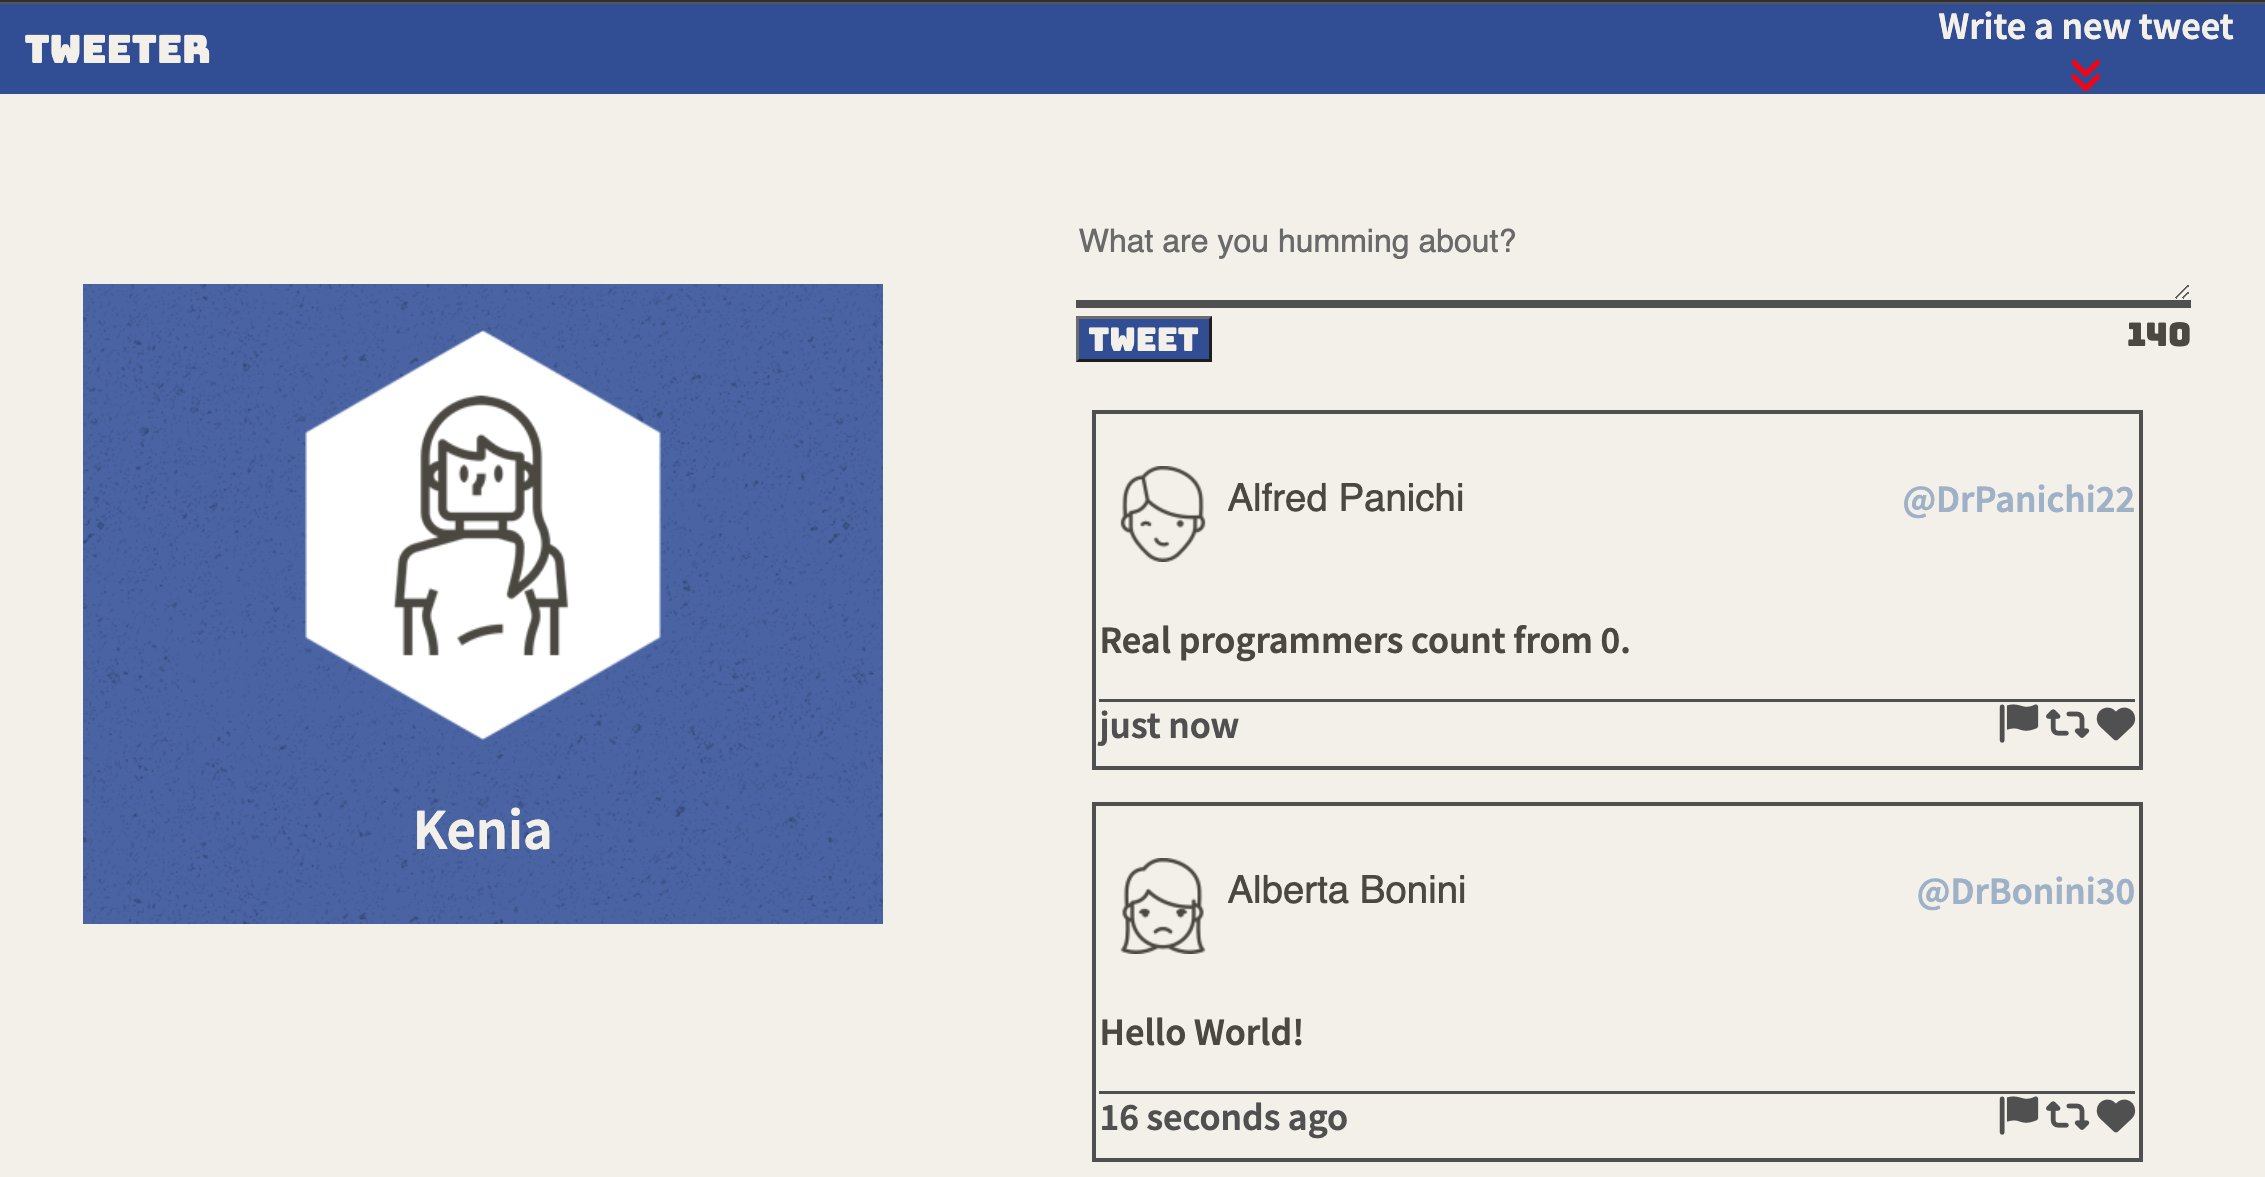 TWEETER
Write a new tweet
Kenia
What are you humming about?
TWEET
140
Alfred Panichi
@DrPanichi22
Real programmers count from 0.
just now
Alberta Bonini
@DrBonini30
Hello World!
16 seconds ago